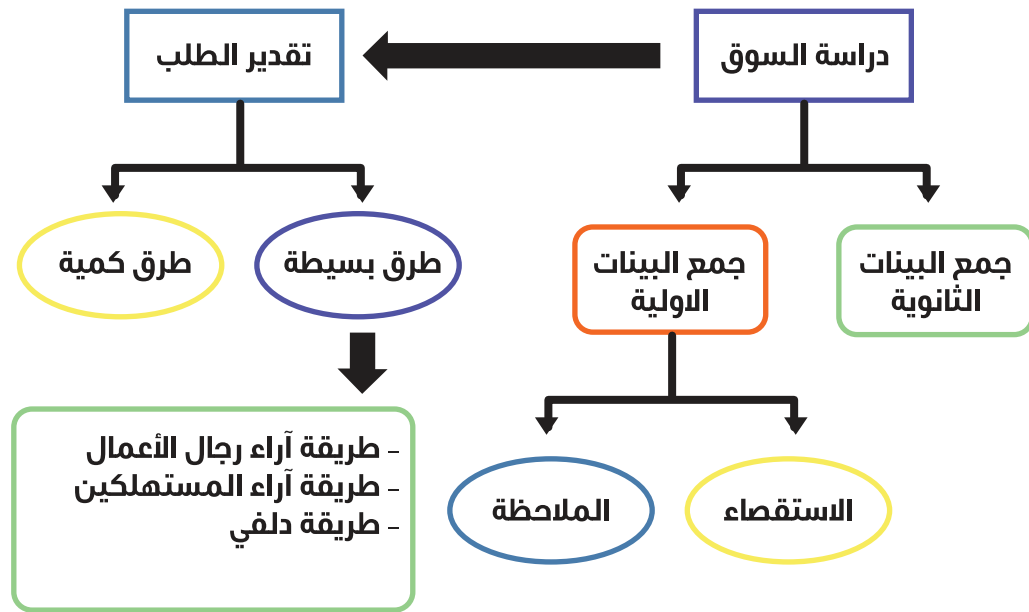 دراسة السوق
تقدير الطلب
جمع البينات
الثانوية
جمع البينات
الاولية
طرق بسيطة
طرق كمية
الاستقصاء
الملاحظة
- طريقة آراء رجال الأعمال
- طريقة آراء المستهلكين
- طريقة دلفي